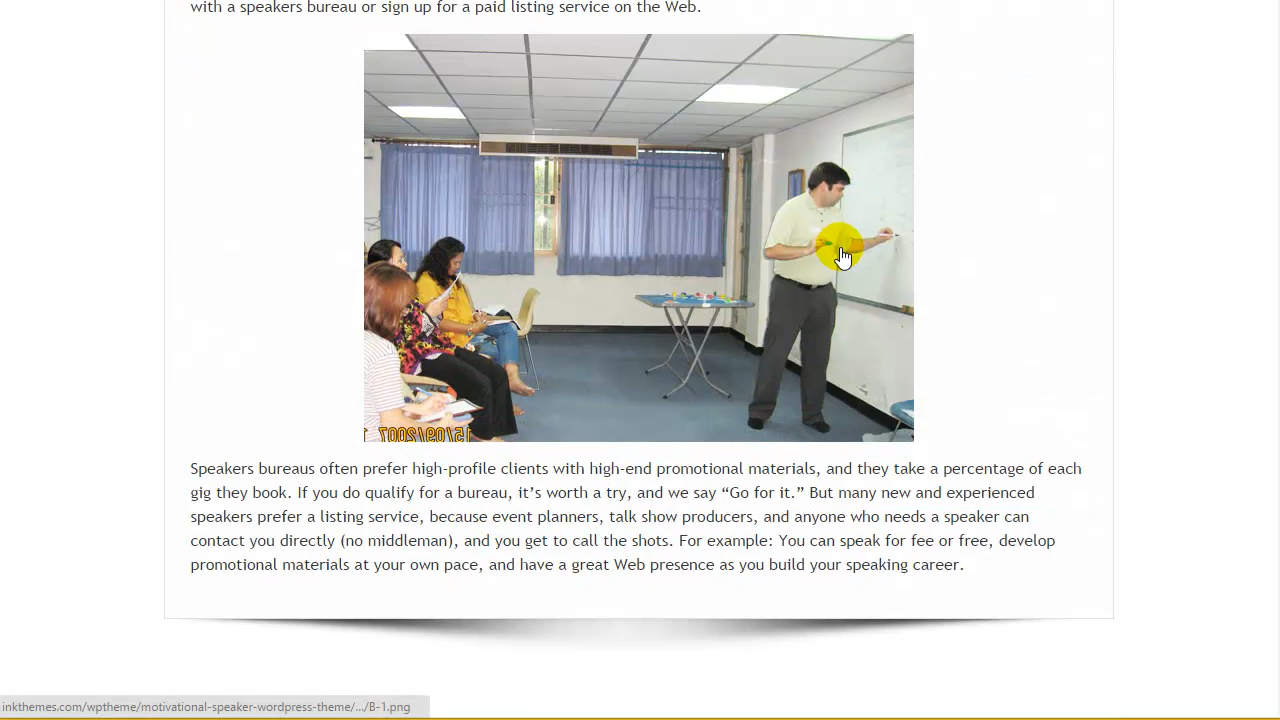 with a speakers bureau or sign up for a paid listing service on the Web.
15/09/2007
Speakers bureaus often prefer high-profile clients with high-end promotional materials, and they take a percentage of each
gig they book. If you do qualify for a bureau, it’s worth a try, and we say “Go for it.” But many new and experienced
speakers prefer a listing service, because event planners, talk show producers, and anyone who needs a speaker can
contact you directly (no middleman), and you get to call the shots. For example: You can speak for fee or free, develop
promotional materials at your own pace, and have a great Web presence as you build your speaking career.
inkthemes.com/wptheme/motivational-speaker-wordpress-theme/.../B-1.png